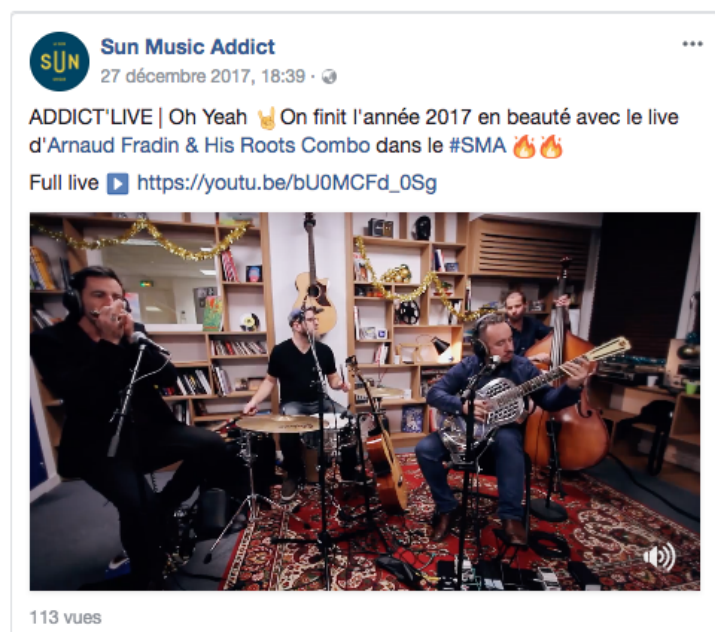 SUN
Sun Music Addict
27 décembre 2017, 18:39 ·
ADDICT'LIVE | Oh Yeah 🤘 On finit l'année 2017 en beauté avec le live
d'Arnaud Fradin & His Roots Combo dans le #SMA 🔥🔥
Full live ▶️ https://youtu.be/bU0MCFd_0Sg
113 vues